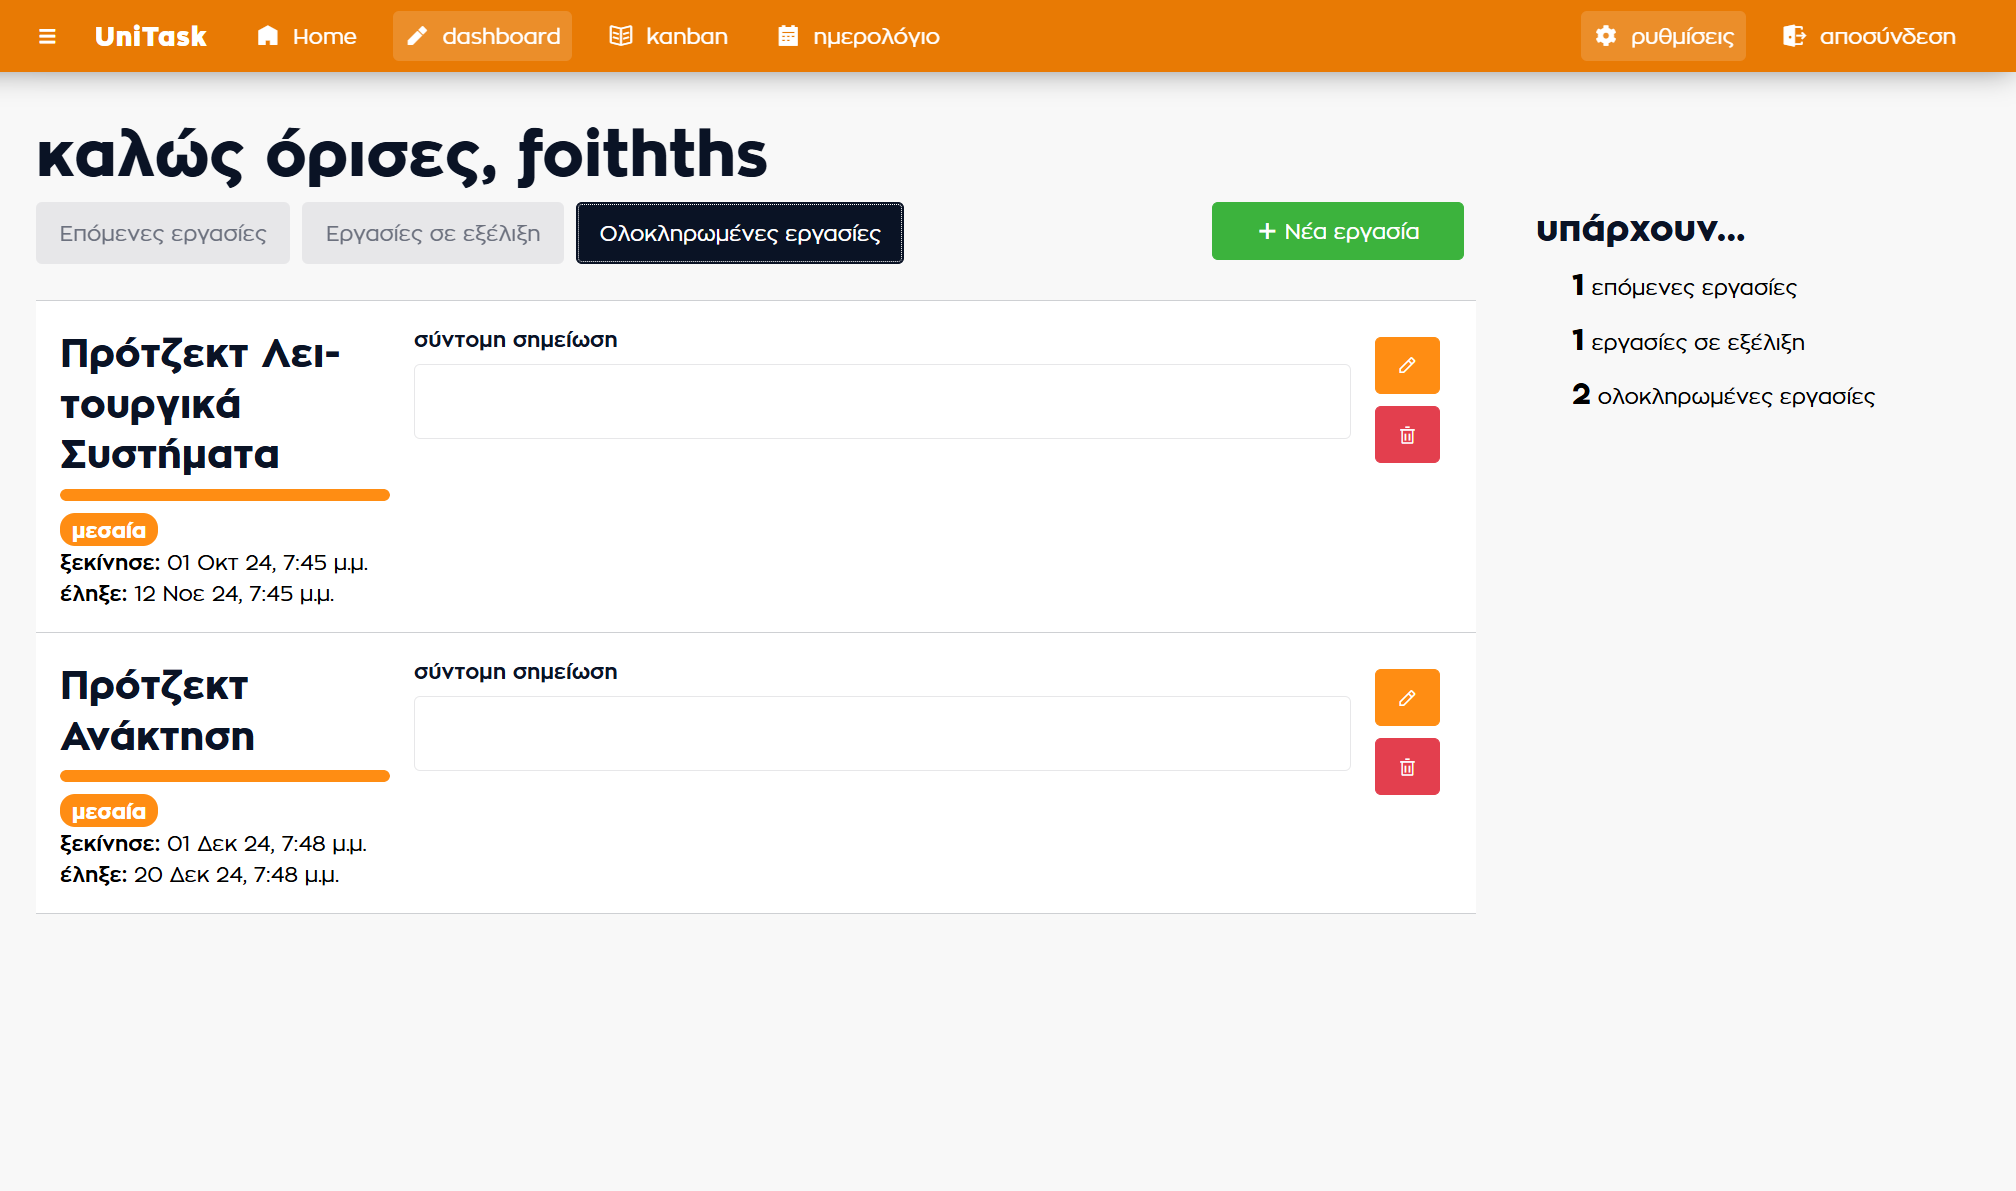 UniTask
Home
dashboard
kanban
ημερολόγιο
ρυθμίσεις
αποσύνδεση
καλώς όρισες, foithths
Επόμενες εργασίες
Εργασίες σε εξέλιξη
Ολοκληρωμένες εργασίες
+ Νέα εργασία
Πρότζεκτ Λει-
τουργικά
Συστήματα
μεσαία
ξεκίνησε: 01 Οκτ 24, 7:45 μ.μ.
έληξε: 12 Νοε 24, 7:45 μ.μ.
σύντομη σημείωση
Πρότζεκτ
Ανάκτηση
μεσαία
ξεκίνησε: 01 Δεκ 24, 7:48 μ.μ.
έληξε: 20 Δεκ 24, 7:48 μ.μ.
σύντομη σημείωση
υπάρχουν...
1 επόμενες εργασίες
1 εργασίες σε εξέλιξη
2 ολοκληρωμένες εργασίες